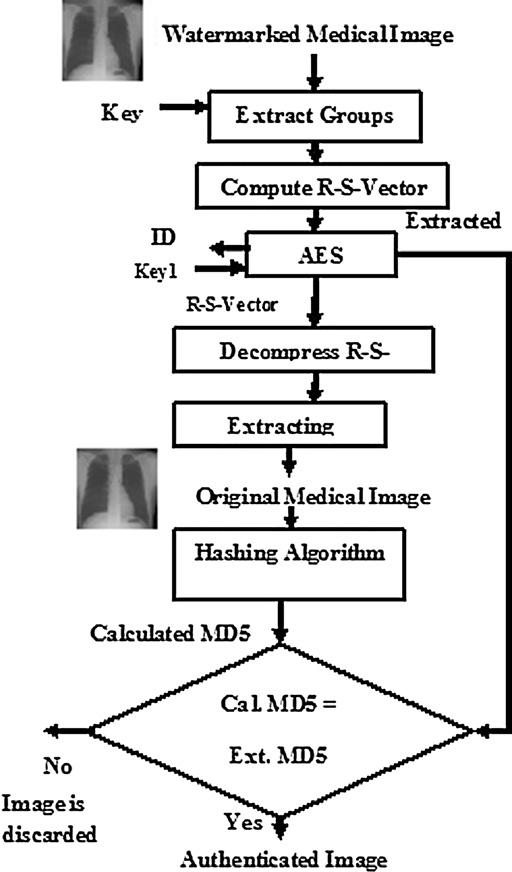 Watermarked Medical Image
Key
Extract Groups
Compute R-S-Vector
Extracted
ID
AES
Key1
R-S-Vector
Decompress R-S-
Extracting
Original Medical Image
Hashing Algorithm
Calculated MD5
Cal. MD5 =
Ext. MD5
No
Image is
discarded
Yes
Authenticated Image